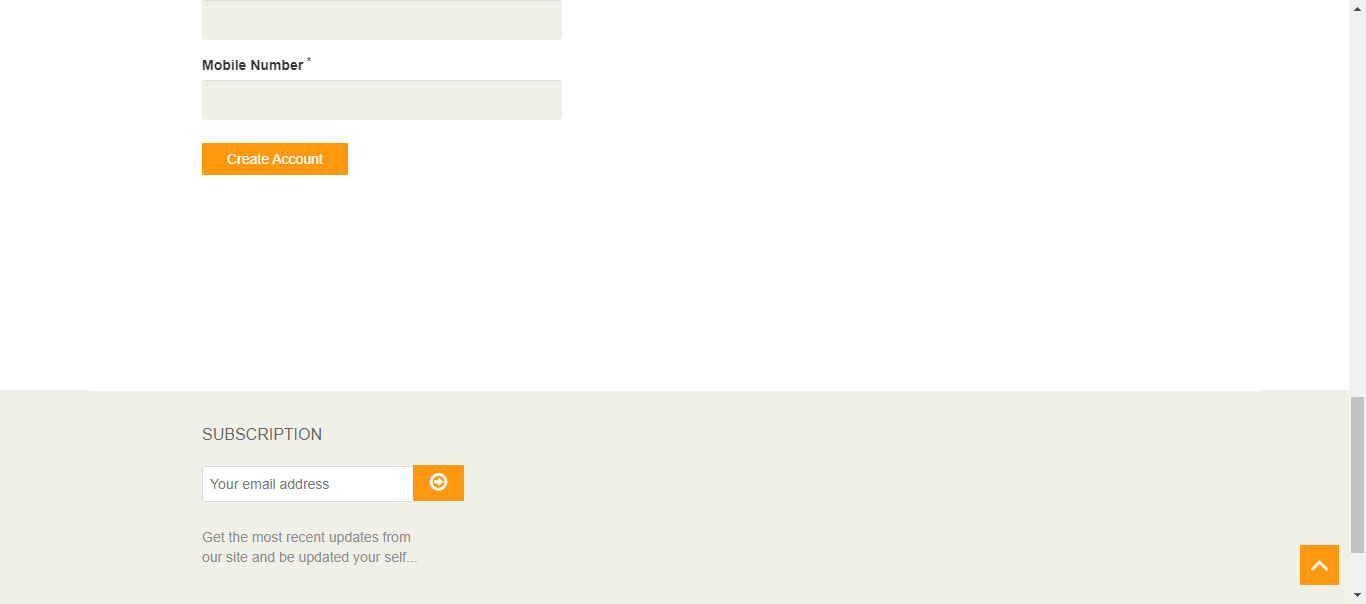 Mobile Number *
Create Account
SUBSCRIPTION
Your email address
Get the most recent updates from
our site and be updated your self...